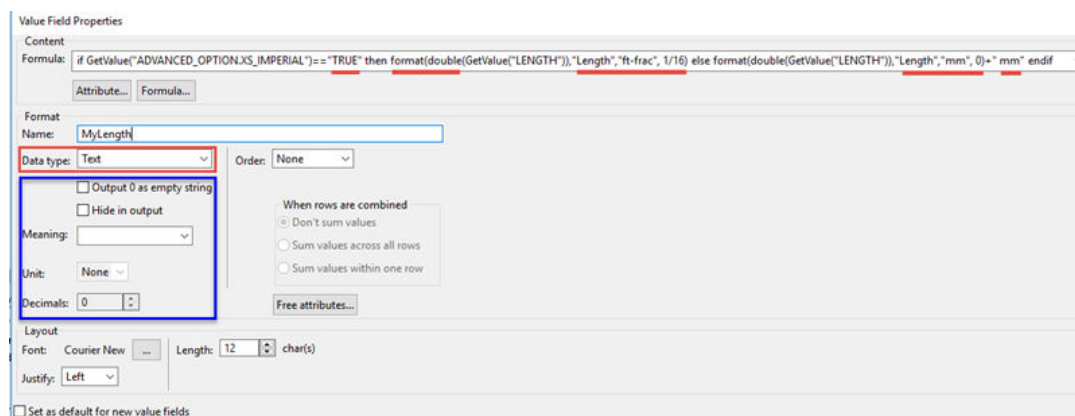 Value Field Properties
Content
Formula: if GetValue("ADVANCED_OPTION.XS_IMPERIAL")=="TRUE" then format(double(GetValue("LENGTH")),"Length","ft-frac", 1/16) else format(double(GetValue("LENGTH")),"Length","mm", 0)+" mm" endif
Attribute... Formula...
Format
Name: MyLength
Data type: Text Order: None
Output 0 as empty string
Hide in output
When rows are combined
Don't sum values
Meaning:
Sum values across all rows
Unit: None Sum values within one row
Decimals: 0 Free attributes...
Layout
Font: Courier New ... Length: 12 char(s)
Justify: Left
Set as default for new value fields